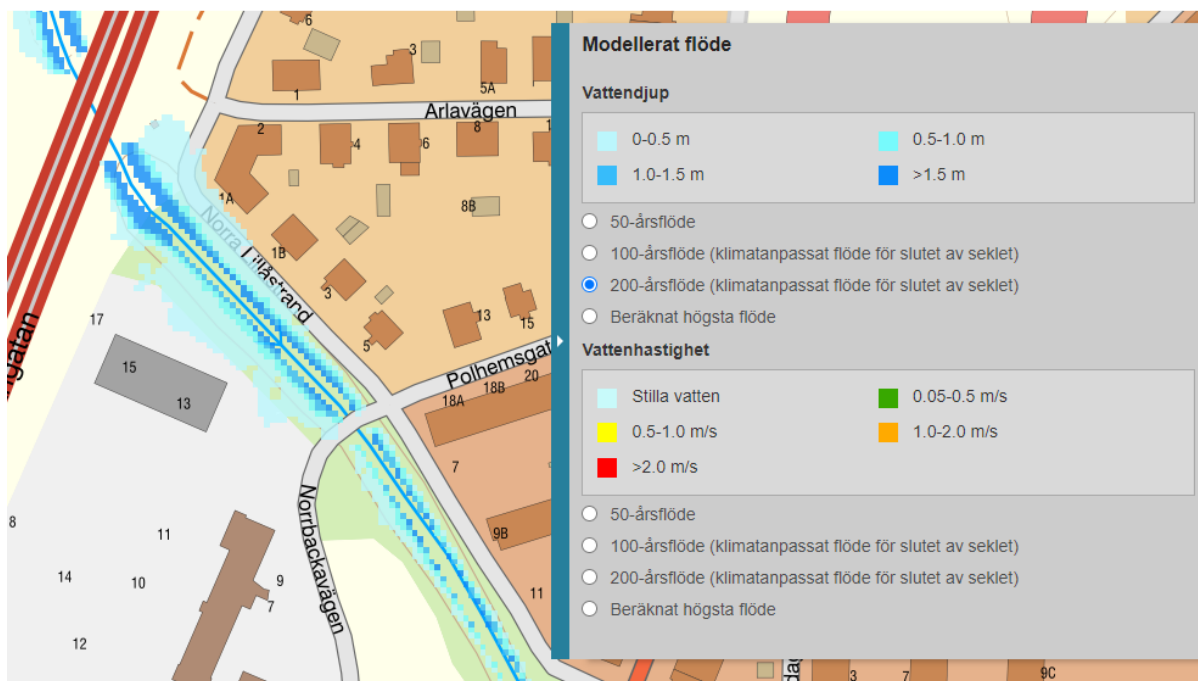 6
3
5A
1
Arlavägen
2
4
6
8
1
1A
8B
Norra Lillåstrand
1B
3
5
13
15
Polhemsgat
20
18B
18A
7
9B
11
17
15
13
gatan
Norrbackavägen
8
11
14
10
9
7
12
3
7
9C
Modellerat flöde
Vattendjup
0-0.5 m
0.5-1.0 m
1.0-1.5 m
>1.5 m
50-årsflöde
100-årsflöde (klimatanpassat flöde för slutet av seklet)
200-årsflöde (klimatanpassat flöde för slutet av seklet)
Beräknat högsta flöde
Vattenhastighet
Stilla vatten
0.05-0.5 m/s
0.5-1.0 m/s
1.0-2.0 m/s
>2.0 m/s
50-årsflöde
100-årsflöde (klimatanpassat flöde för slutet av seklet)
200-årsflöde (klimatanpassat flöde för slutet av seklet)
Beräknat högsta flöde